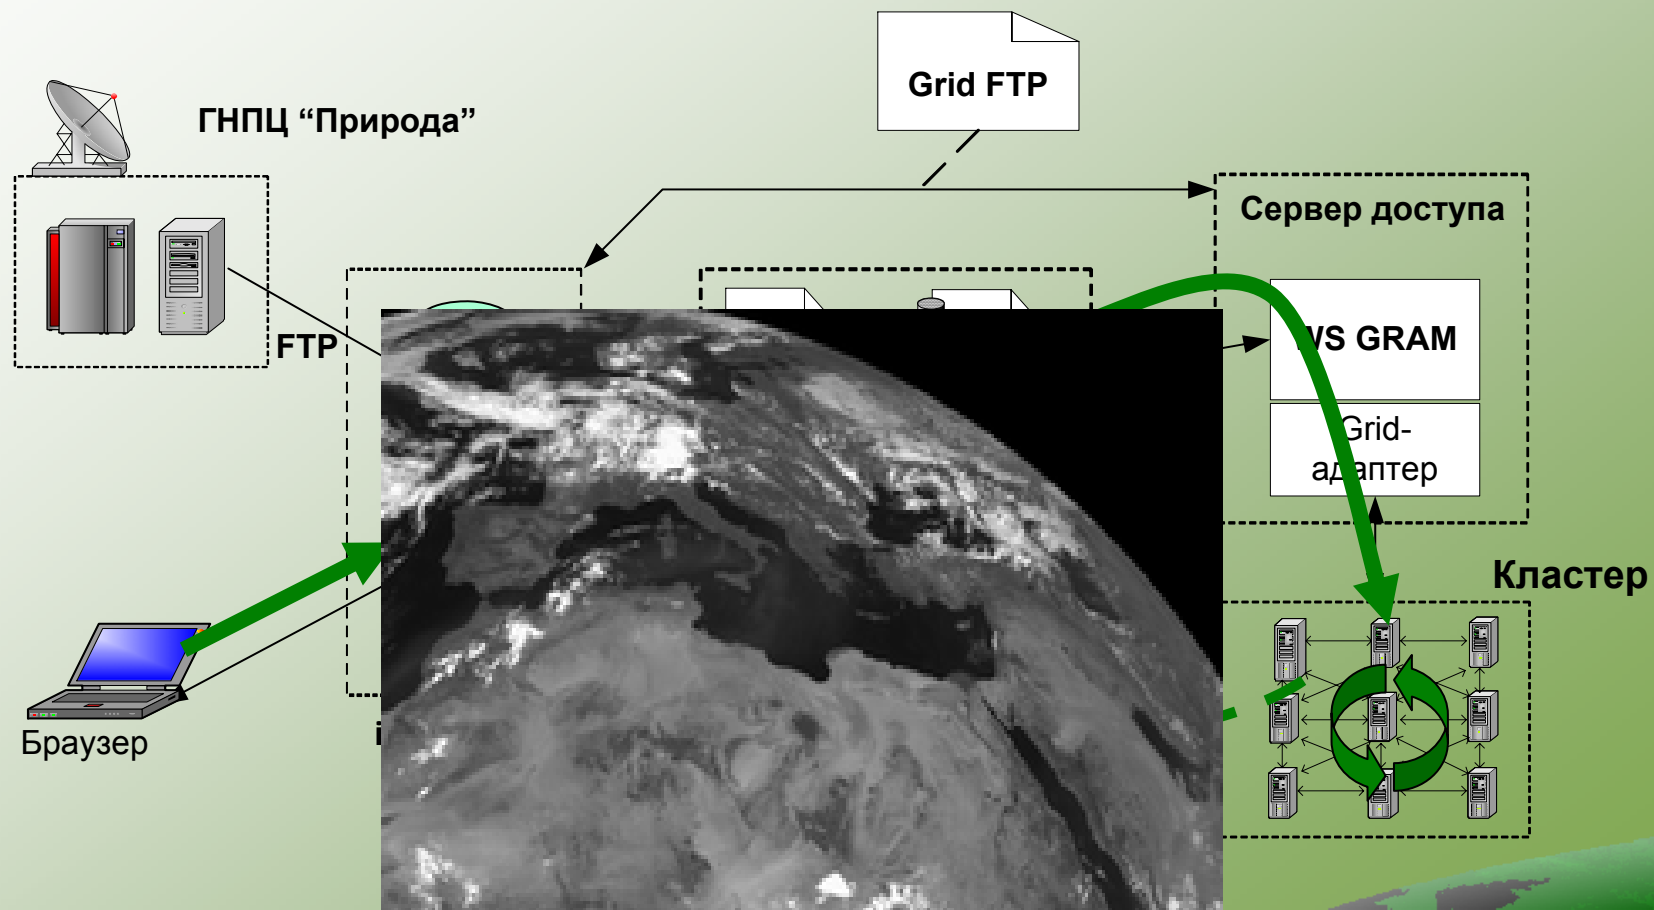 Grid FTP
ГНПЦ “Природа”
Сервер доступа
FTP
WS GRAM
Grid-
адаптер
Кластер
Браузер